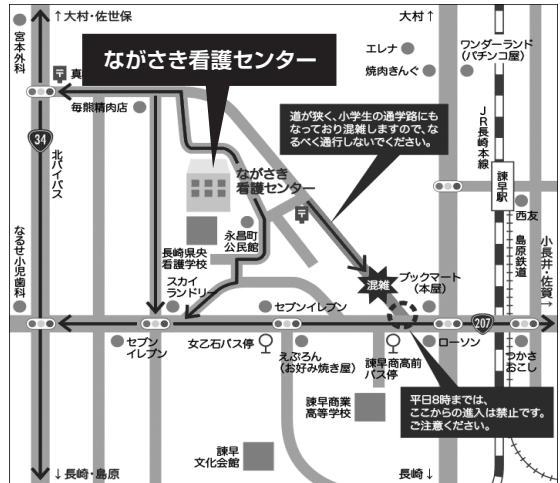 ↑大村・佐世保
大村↑
宮本外科
エレナ
ワンダーランド
(パチンコ屋)
焼肉きんぐ
ながさき看護センター
毎熊精肉店
道が狭く、小学生の通学路にも
なっており混雑しますので、なる
べく通行しないでください。
JR長崎本線
34
北バイパス
ながさき
看護センター
諫早駅
西友
永昌町
公民館
長崎県央
看護学校
島原鉄道
小長井・佐賀→
なるせ小児歯科
スカイ
ランドリー
混雑
ブックマート
(本屋)
セブンイレブン
207
セブン
イレブン
女乙石バス停
えぷろん
(お好み焼き屋)
諫早商高前
バス停
ローソン
つかさ
おこし
諫早商業
高等学校
平日8時までは、
ここからの進入は禁止です。
ご注意ください。
諫早
文化会館
↓長崎・島原
長崎↓